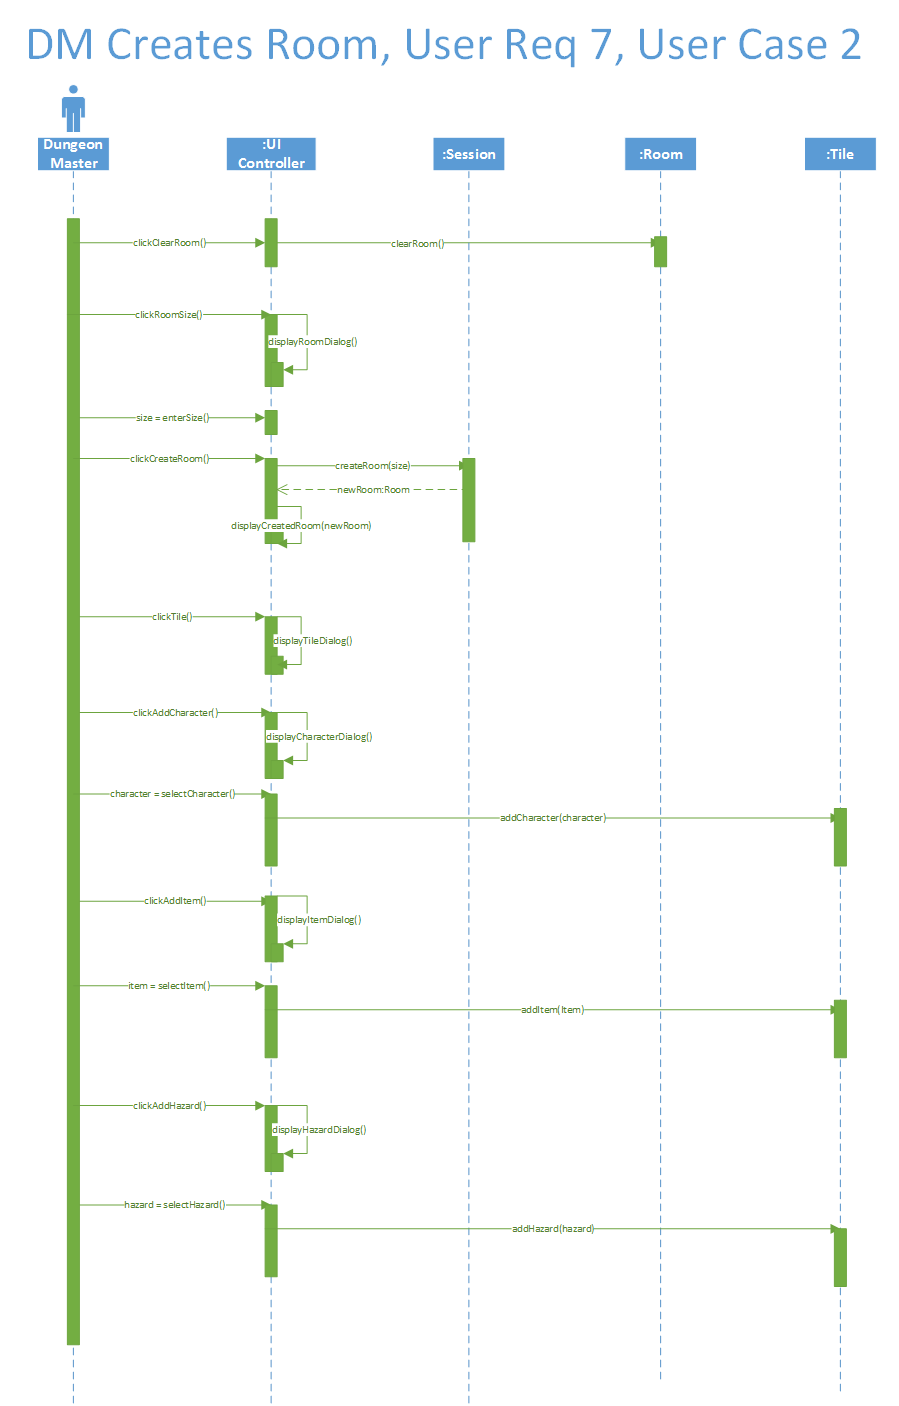 DM Creates Room, User Req 7, User Case 2
Dungeon
Master
:UI
Controller
:Session
:Room
:Tile
clickClearRoom()
clearRoom()
clickRoomSize()
displayRoomDialog()
size = enterSize()
clickCreateRoom()
createRoom(size)
newRoom:Room
displayCreatedRoom(newRoom)
clickTile()
displayTileDialog()
clickAddCharacter()
displayCharacterDialog()
character = selectCharacter()
addCharacter(character)
clickAddItem()
displayItemDialog()
item = selectItem()
addItem(Item)
clickAddHazard()
displayHazardDialog()
hazard = selectHazard()
addHazard(hazard)